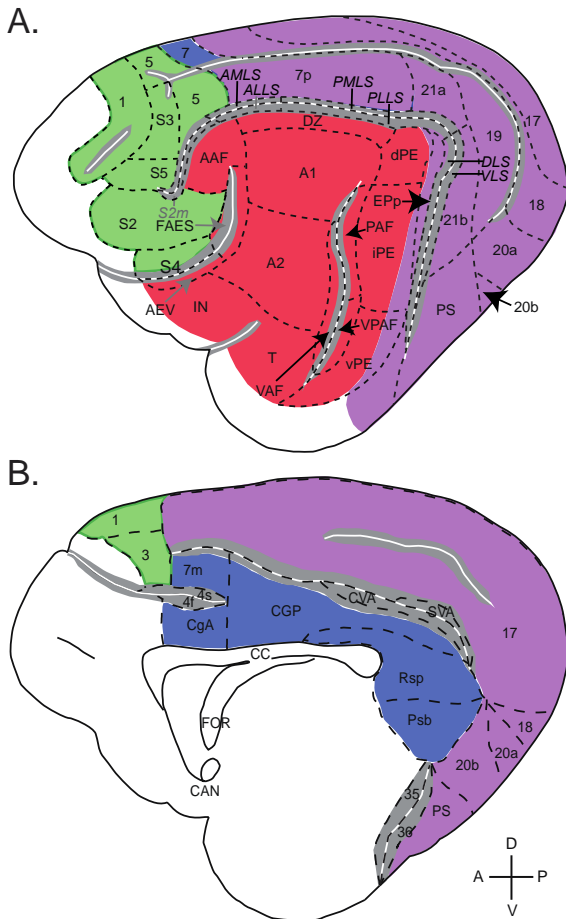 A.
7
5
AMLS
ALLS
7p
PMLS
PLLS
21a
1
5
S3
DZ
19
17
AAF
dPE
S5
A1
DLS
VLS
S2m
EPp
FAES
S2
PAF
21b
18
iPE
20a
S4
A2
AEV
IN
PS
20b
VPAF
T
VAF
vPE
B.
1
3
7m
4s
4f
CVA
SVA
CgA
CGP
17
CC
Rsp
FOR
Psb
18
20a
20b
CAN
35
PS
36
D
A
P
V